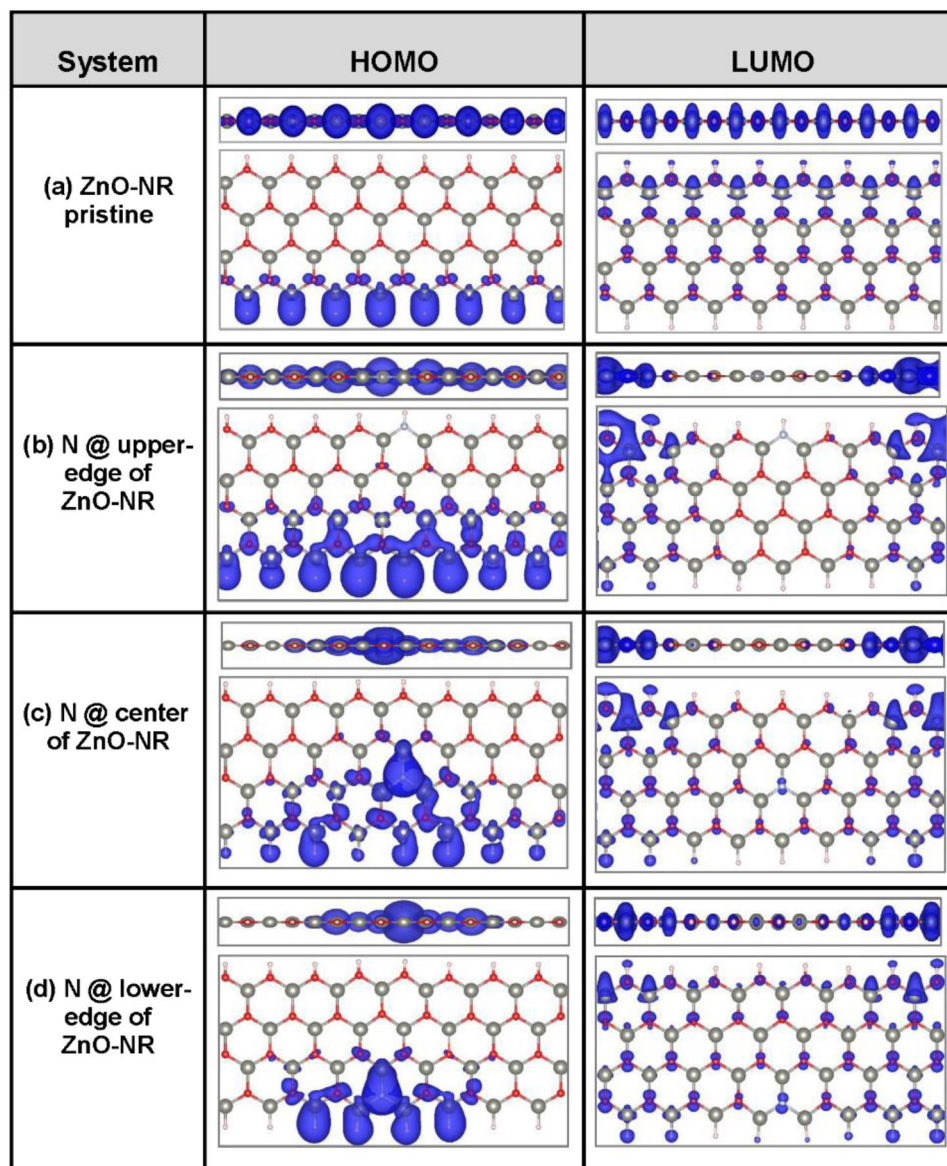 System
HOMO
LUMO
(a) ZnO-NR
pristine
(b) N @ upper-
edge of
ZnO-NR
(c) N @ center
of ZnO-NR
(d) N @ lower-
edge of
ZnO-NR